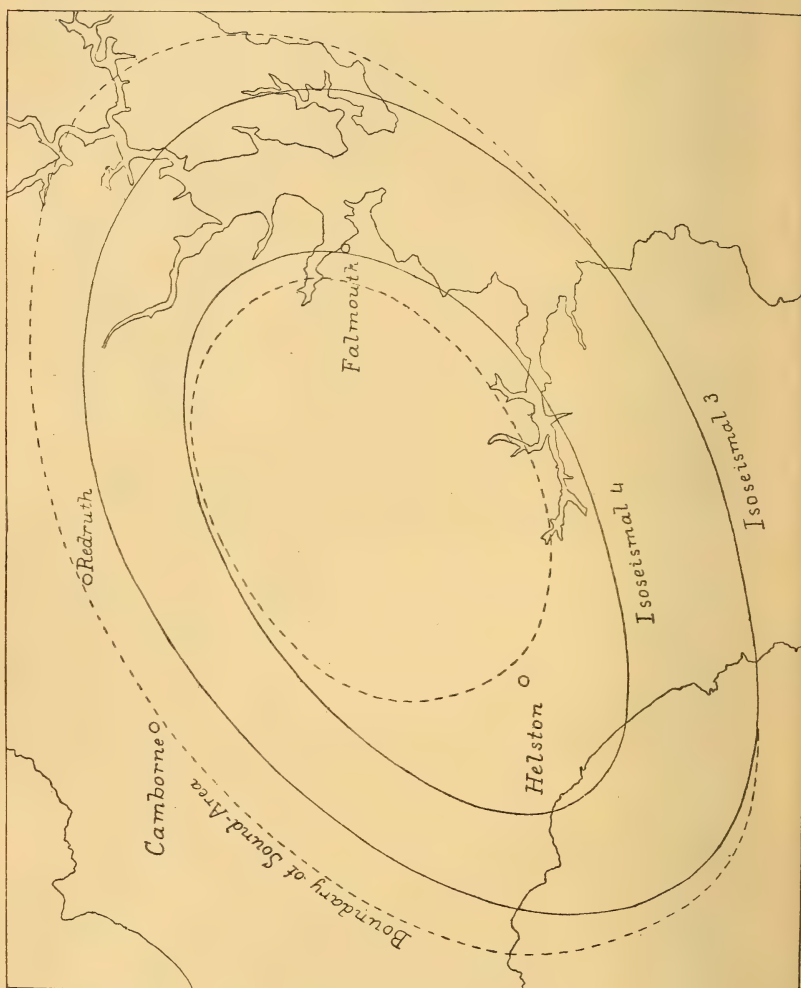 Falmouth
Redruth
Isoseismal 3
Isoseismal 4
Helston
Camborne
Boundary of Sound-Area